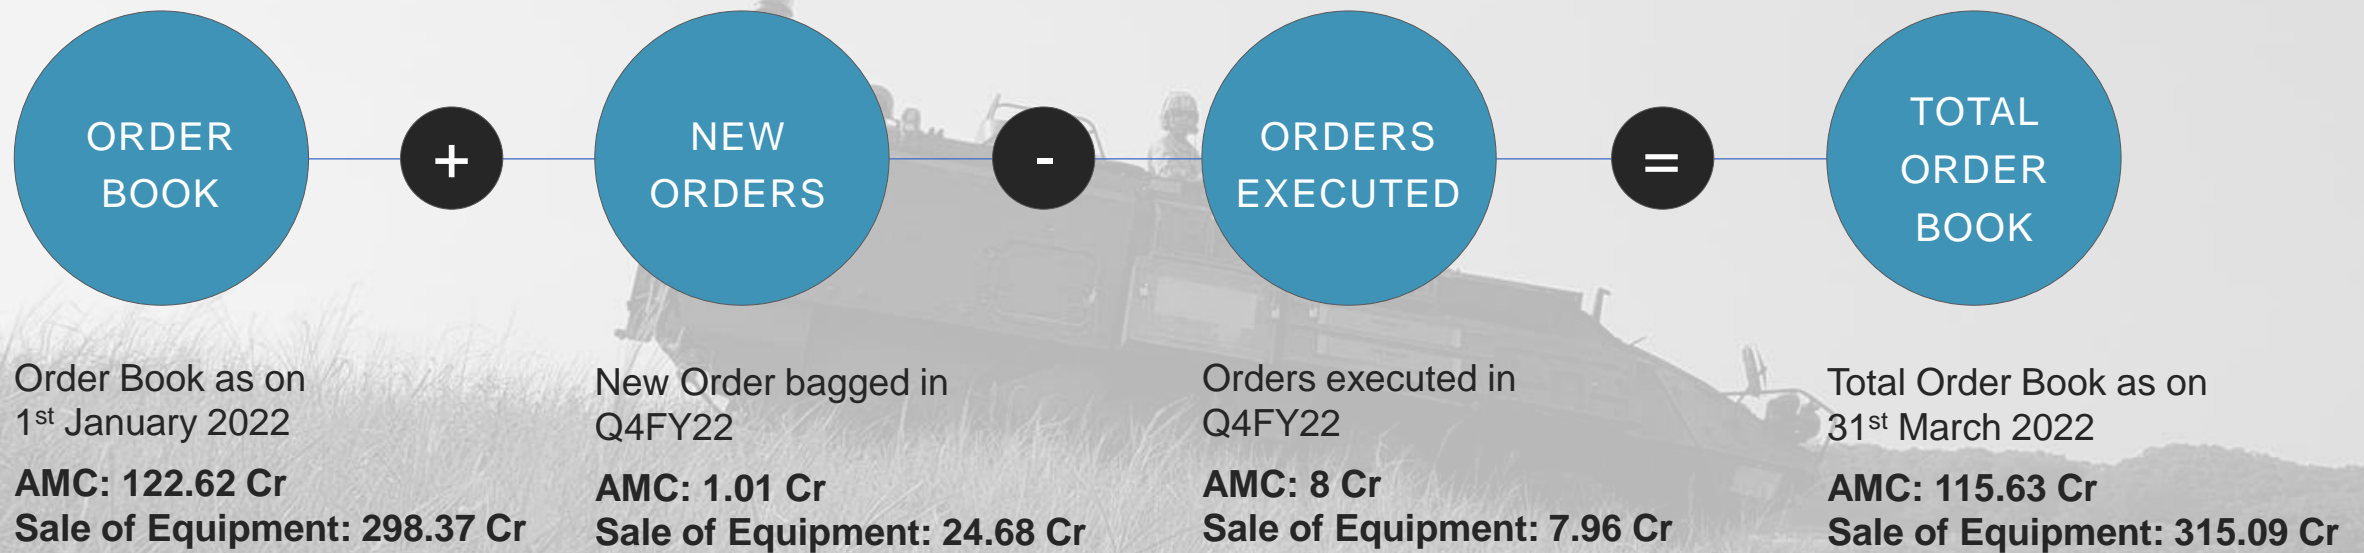 ORDER
BOOK
+
NEW
ORDERS
-
ORDERS
EXECUTED
=
TOTAL
ORDER
BOOK
Order Book as on
1st January 2022
AMC: 122.62 Cr
Sale of Equipment: 298.37 Cr
New Order bagged in
Q4FY22
AMC: 1.01 Cr
Sale of Equipment: 24.68 Cr
Orders executed in
Q4FY22
AMC: 8 Cr
Sale of Equipment: 7.96 Cr
Total Order Book as on
31st March 2022
AMC: 115.63 Cr
Sale of Equipment: 315.09 Cr